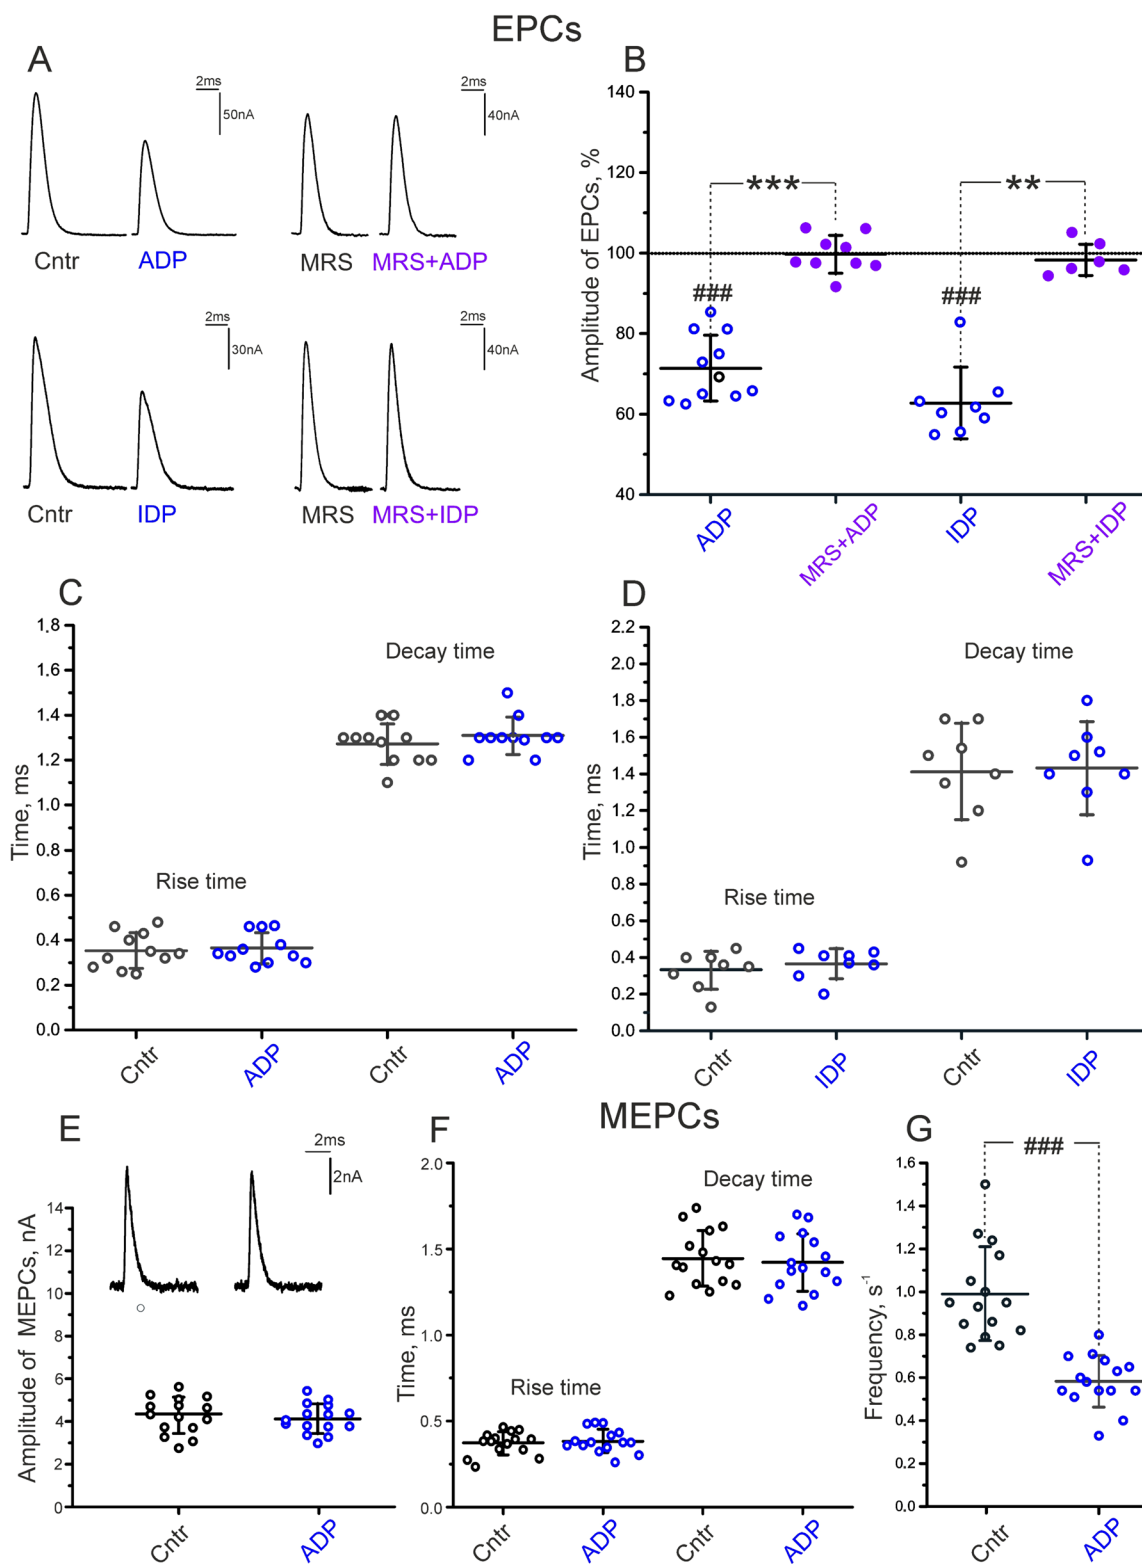 EPCs
A
2ms
50nA
2ms
40nA
Cntr
ADP
MRS
MRS+ADP
2ms
30nA
2ms
40nA
Cntr
IDP
MRS
MRS+IDP
B
Amplitude of EPCs, %
140
120
100
80
60
40
***
**
###
###
ADP
MRS+ADP
IDP
MRS+IDP
C
Time, ms
1.8
1.6
1.4
1.2
1.0
0.8
0.6
0.4
0.2
0.0
Decay time
Rise time
Cntr
ADP
Cntr
ADP
D
Time, ms
2.2
2.0
1.8
1.6
1.4
1.2
1.0
0.8
0.6
0.4
0.2
0.0
Decay time
Rise time
Cntr
IDP
Cntr
IDP
MEPCs
E
2ms
2nA
Amplitude of MEPCs, nA
14
12
10
8
6
4
2
0
Cntr
ADP
F
Time, ms
2.0
1.5
1.0
0.5
0.0
Decay time
Rise time
Cntr
ADP
Cntr
ADP
G
###
Frequency, s⁻¹
1.6
1.4
1.2
1.0
0.8
0.6
0.4
0.2
0.0
Cntr
ADP